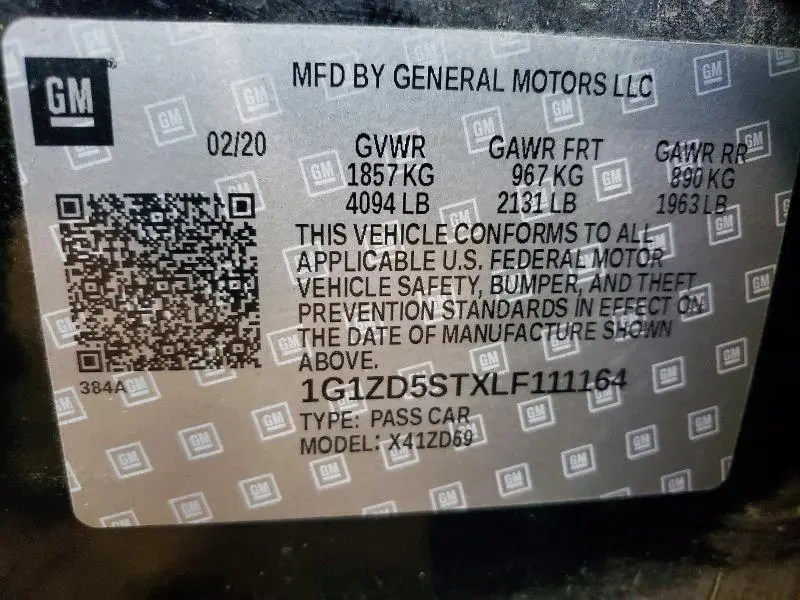 GM
MFD BY GENERAL MOTORS LLC
02/20 GVWR GAWR FRT GAWR RR
1857 KG 967 KG 890 KG
4094 LB 2131 LB 1963 LB
THIS VEHICLE CONFORMS TO ALL
APPLICABLE U.S. FEDERAL MOTOR
VEHICLE SAFETY, BUMPER, AND THEFT
PREVENTION STANDARDS IN EFFECT ON
THE DATE OF MANUFACTURE SHOWN
ABOVE.
384A
1G1ZD5STXLF111164
TYPE: PASS CAR
MODEL: X41ZD69